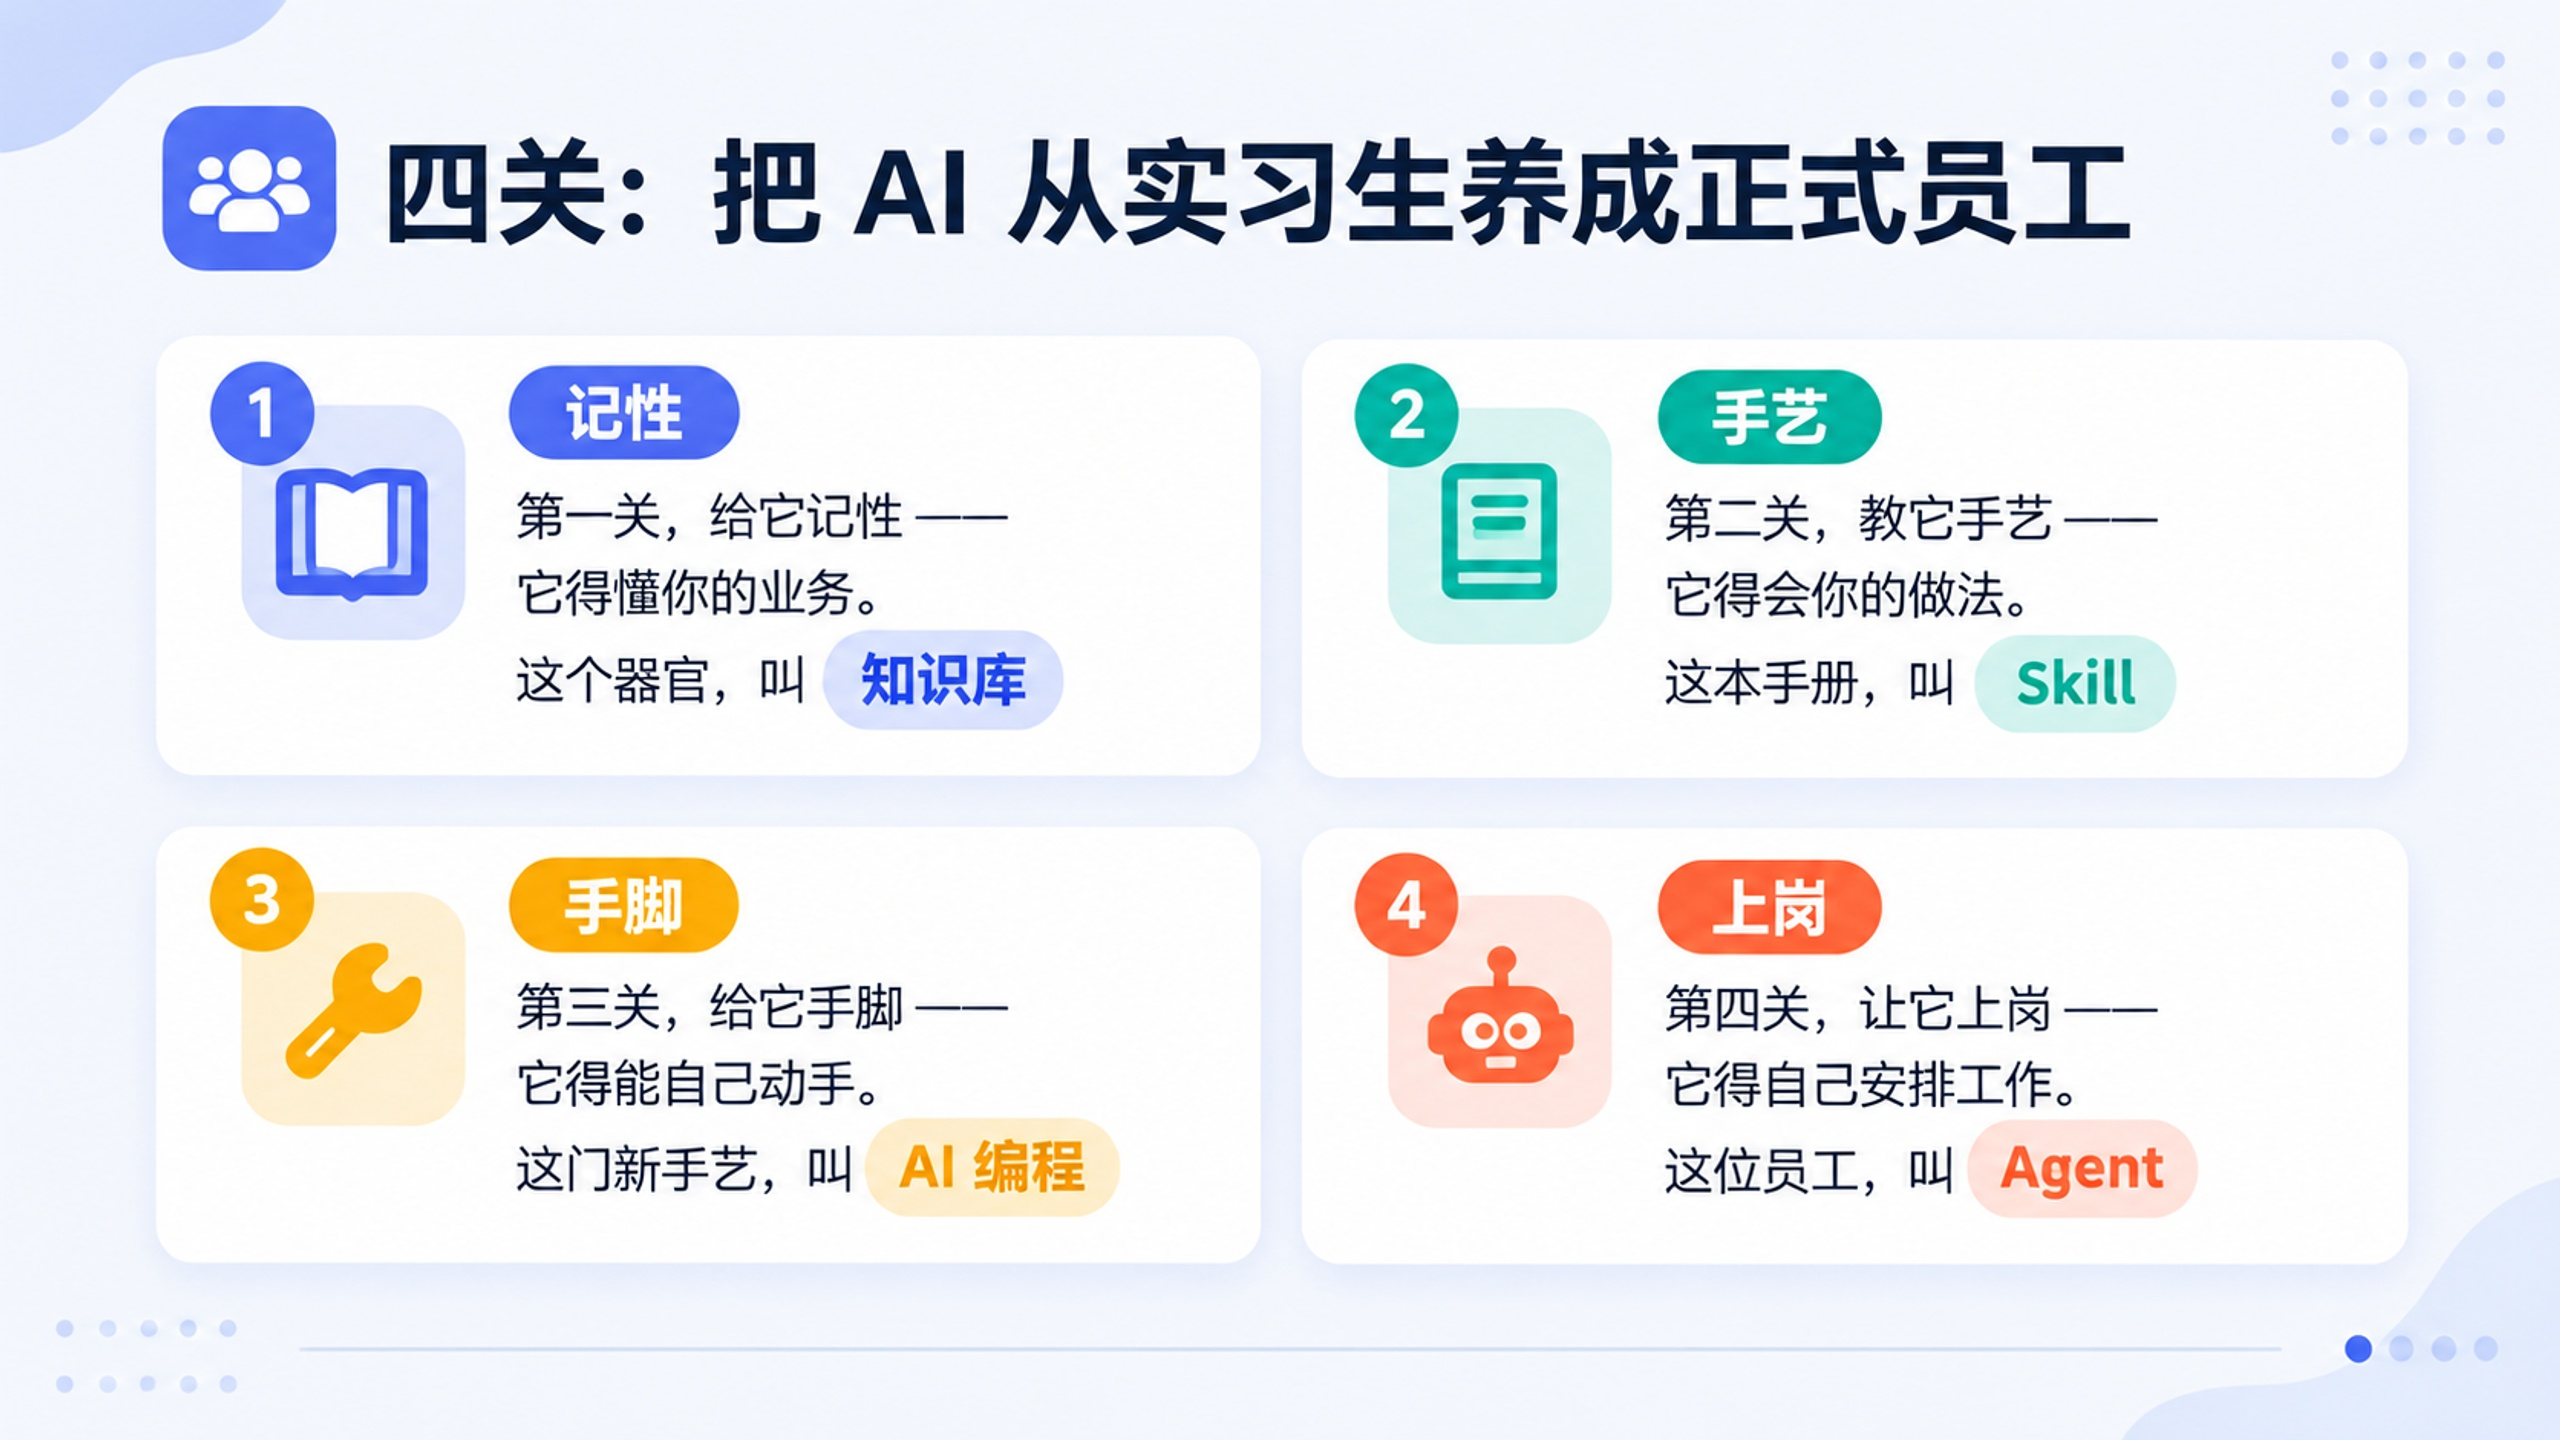 四关：把 AI 从实习生养成正式员工
1
记性
第一关，给它记性 ——
它得懂你的业务。
这个器官，叫 知识库
2
手艺
第二关，教它手艺 ——
它得会你的做法。
这本手册，叫 Skill
3
手脚
第三关，给它手脚 ——
它得能自己动手。
这门新手艺，叫 AI 编程
4
上岗
第四关，让它上岗 ——
它得自己安排工作。
这位员工，叫 Agent